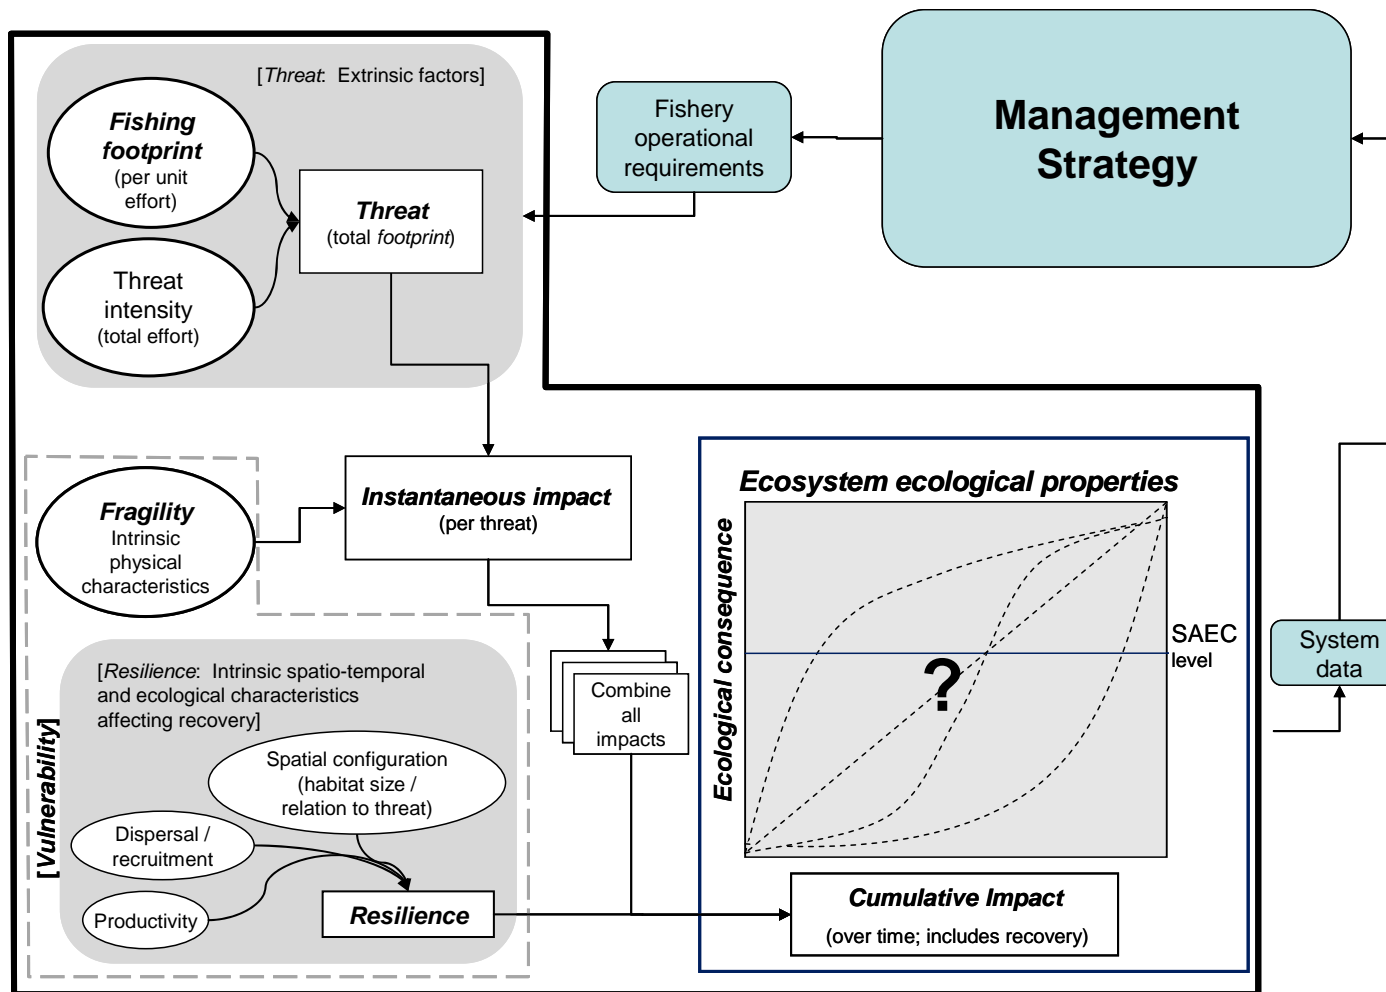 [Threat: Extrinsic factors]
Fishing
footprint
(per unit
effort)
Threat
intensity
(total effort)
Threat
(total footprint)
Fishery
operational
requirements
Management
Strategy
Fragility
Intrinsic
physical
characteristics
Instantaneous impact
(per threat)
Combine
all
impacts
[Vulnerability]
[Resilience: Intrinsic spatio-temporal
and ecological characteristics
affecting recovery]
Spatial configuration
(habitat size /
relation to threat)
Dispersal /
recruitment
Productivity
Resilience
Ecosystem ecological properties
Ecological consequence
?
SAEC
level
Cumulative Impact
(over time; includes recovery)
System
data